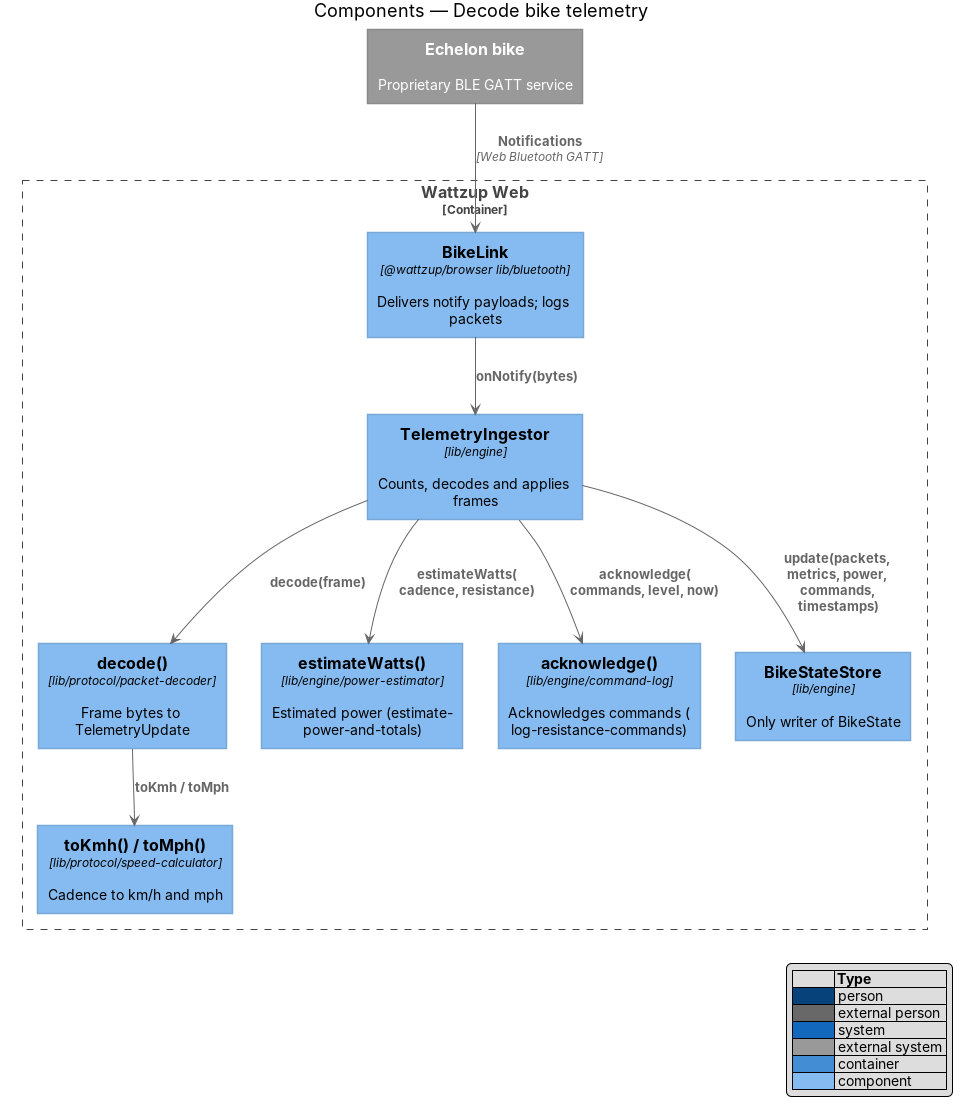 Components — Decode bike telemetry
Echelon bike
Proprietary BLE GATT service
Notifications
[Web Bluetooth GATT]
Wattzup Web
[Container]
BikeLink
[@wattzup/browser lib/bluetooth]
Delivers notify payloads; logs
packets
onNotify(bytes)
TelemetryIngestor
[lib/engine]
Counts, decodes and applies
frames
decode(frame)
estimateWatts(
cadence, resistance)
acknowledge(
commands, level, now)
update(packets,
metrics, power,
commands,
timestamps)
decode()
[lib/protocol/packet-decoder]
Frame bytes to
TelemetryUpdate
estimateWatts()
[lib/engine/power-estimator]
Estimated power (estimate-
power-and-totals)
acknowledge()
[lib/engine/command-log]
Acknowledges commands (
log-resistance-commands)
BikeStateStore
[lib/engine]
Only writer of BikeState
toKmh / toMph
toKmh() / toMph()
[lib/protocol/speed-calculator]
Cadence to km/h and mph
Type
person
external person
system
external system
container
component